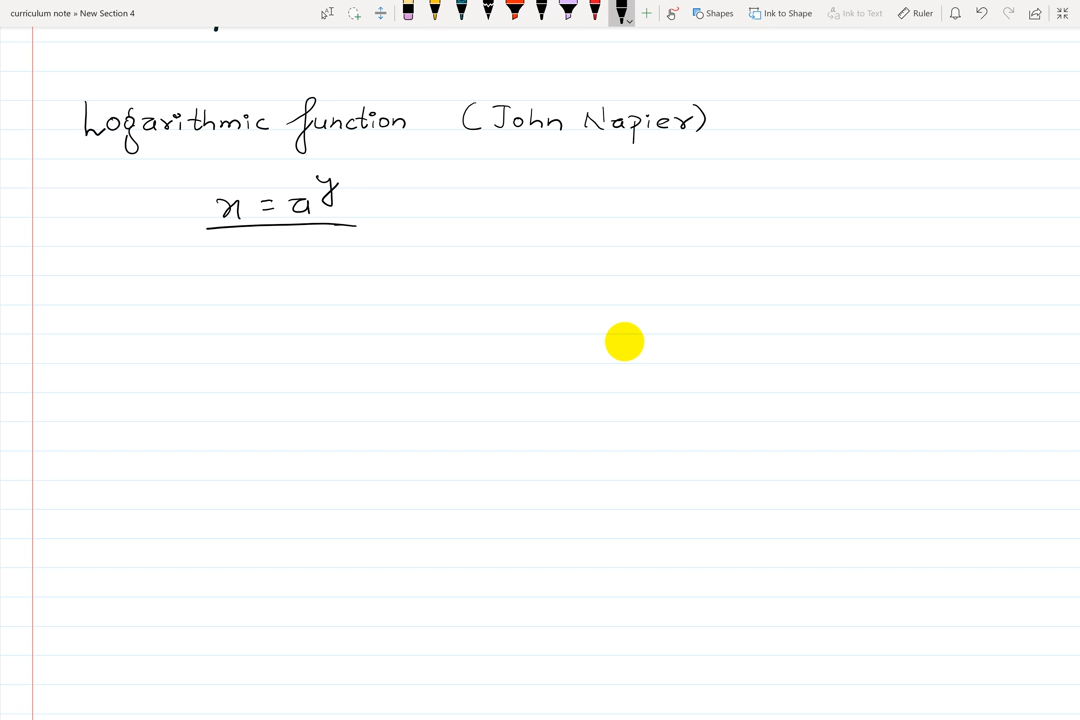 curriculum note » New Section 4
Shapes Ink to Shape Ink to Text Ruler
Logarithmic function (John Napier)
x = a^y